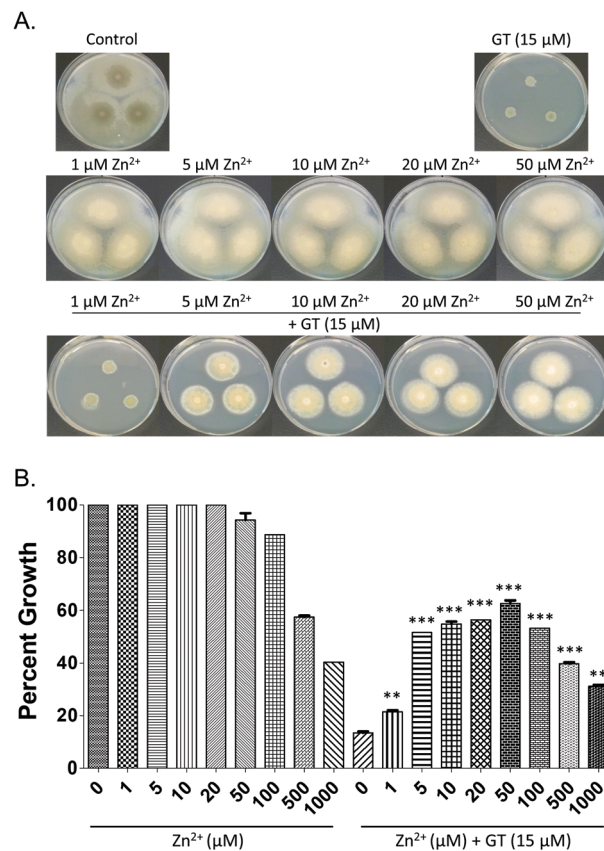 A.
Control GT (15 µM)
1 µM Zn²⁺ 5 µM Zn²⁺ 10 µM Zn²⁺ 20 µM Zn²⁺ 50 µM Zn²⁺
1 µM Zn²⁺ 5 µM Zn²⁺ 10 µM Zn²⁺ 20 µM Zn²⁺ 50 µM Zn²⁺
+ GT (15 µM)
B.
Percent Growth
100
80
60
40
20
0
** *** *** *** *** *** *** **
0 1 5 10 20 50 100 500 1000 0 1 5 10 20 50 100 500 1000
Zn²⁺ (µM) Zn²⁺ (µM) + GT (15 µM)